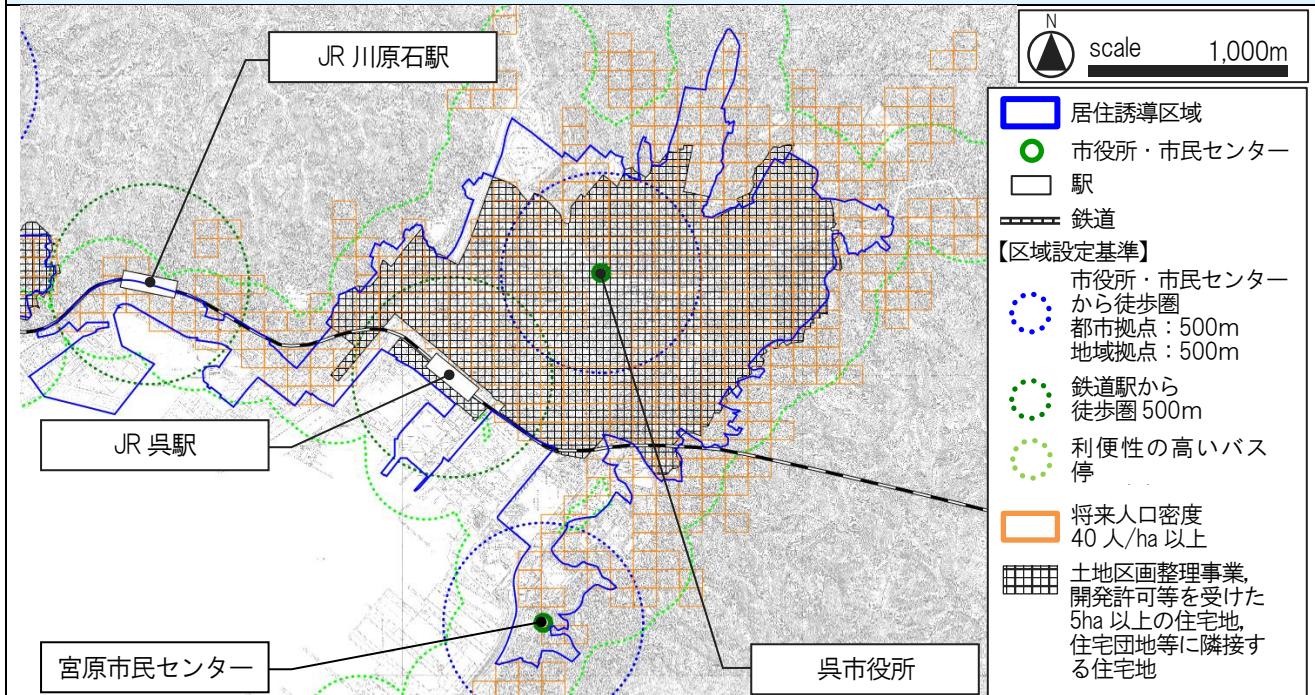 JR 川原石駅
N
scale 1,000m
居住誘導区域
市役所・市民センター
駅
鉄道
【区域設定基準】
市役所・市民センター
から徒歩圏
都市拠点：500m
地域拠点：500m
鉄道駅から
徒歩圏 500m
利便性の高いバス
停
将来人口密度
40 人/ha 以上
土地区画整理事業,
開発許可等を受けた
5ha 以上の住宅地,
住宅団地等に隣接す
る住宅地
JR 呉駅
宮原市民センター
呉市役所